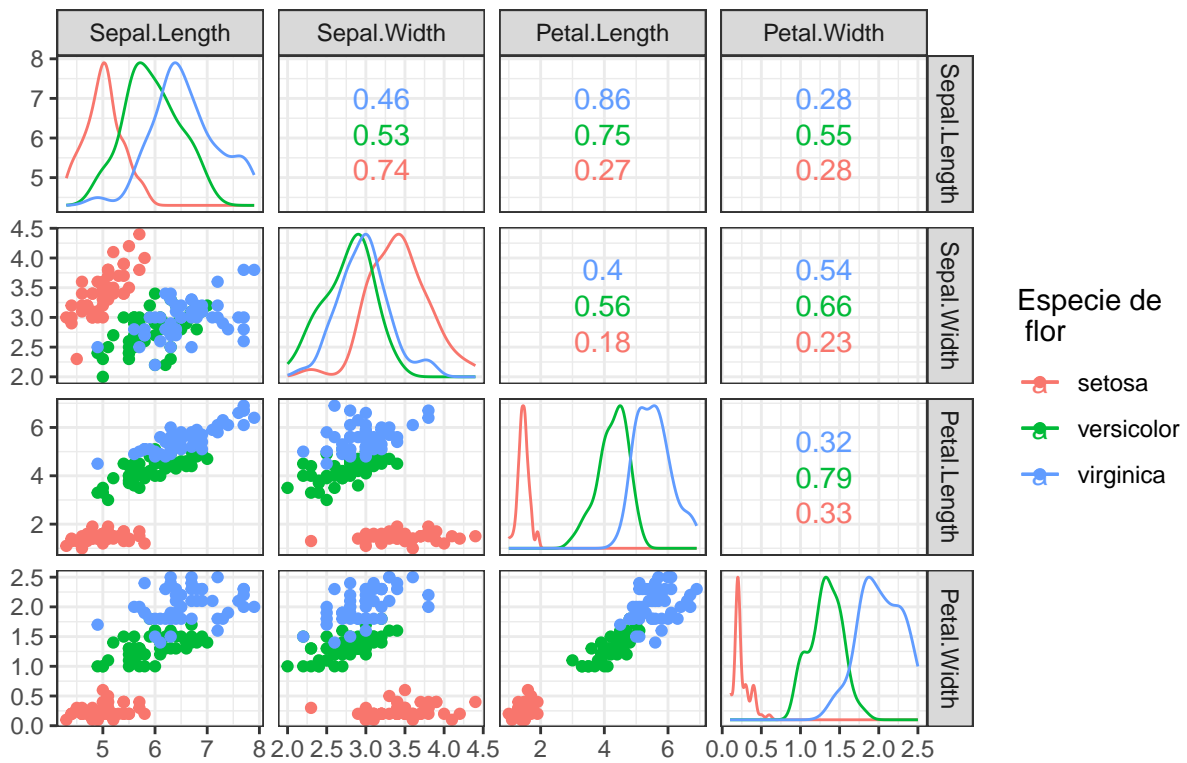 Sepal.Length Sepal.Width Petal.Length Petal.Width
8
7
6
5
0.46 0.86 0.28
0.53 0.75 0.55
0.74 0.27 0.28
Sepal.Length
4.5
4.0
3.5
3.0
2.5
2.0
0.4 0.54
0.56 0.66
0.18 0.23
Sepal.Width
6
4
2
0.32
0.79
0.33
Petal.Length
2.5
2.0
1.5
1.0
0.5
0.0
Petal.Width
5 6 7 8 2.0 2.5 3.0 3.5 4.0 4.5 2 4 6 0.0 0.5 1.0 1.5 2.0 2.5
Especie de
flor
a setosa
a versicolor
a virginica